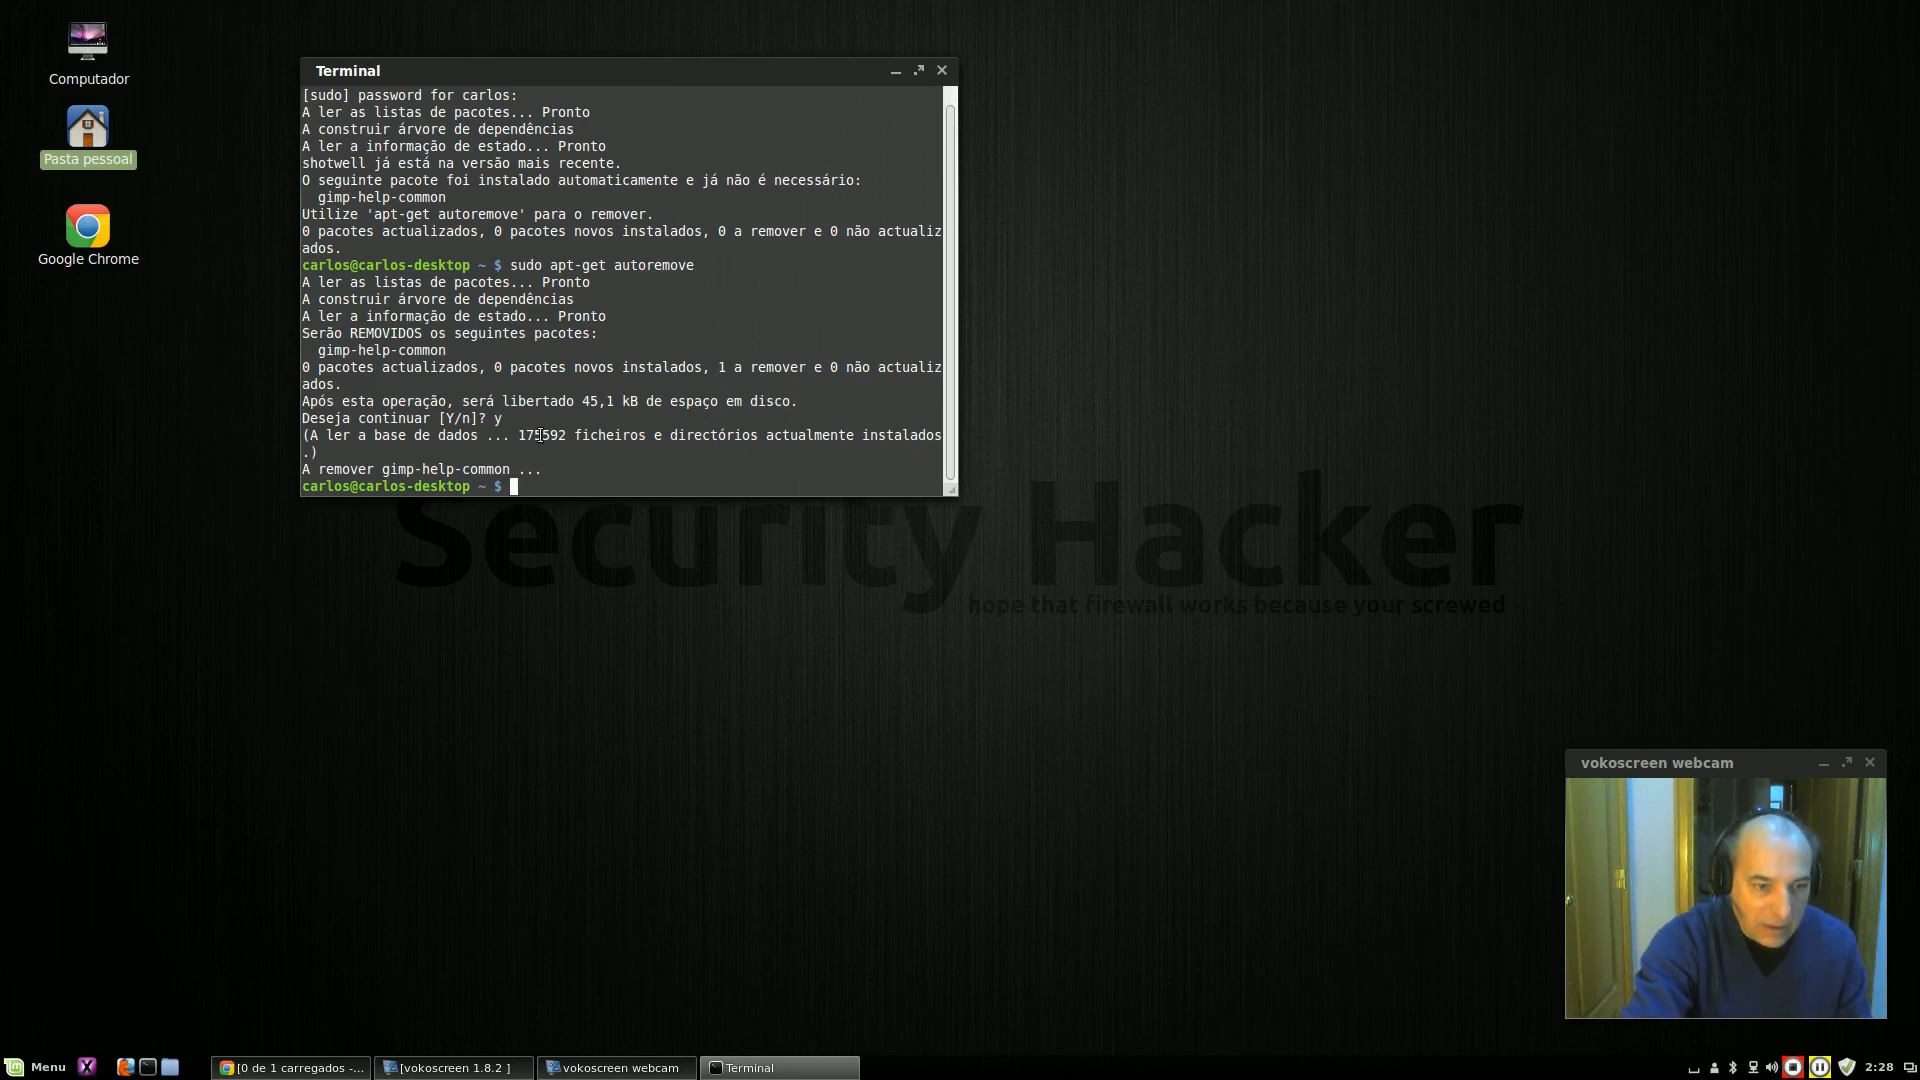 Computador
Pasta pessoal
Google Chrome
Terminal
[sudo] password for carlos:
A ler as listas de pacotes... Pronto
A construir árvore de dependências
A ler a informação de estado... Pronto
shotwell já está na versão mais recente.
O seguinte pacote foi instalado automaticamente e já não é necessário:
gimp-help-common
Utilize 'apt-get autoremove' para o remover.
0 pacotes actualizados, 0 pacotes novos instalados, 0 a remover e 0 não actualiz
ados.
carlos@carlos-desktop ~ $ sudo apt-get autoremove
A ler as listas de pacotes... Pronto
A construir árvore de dependências
A ler a informação de estado... Pronto
Serão REMOVIDOS os seguintes pacotes:
gimp-help-common
0 pacotes actualizados, 0 pacotes novos instalados, 1 a remover e 0 não actualiz
ados.
Após esta operação, será libertado 45,1 kB de espaço em disco.
Deseja continuar [Y/n]? y
(A ler a base de dados ... 175592 ficheiros e directórios actualmente instalados
.)
A remover gimp-help-common ...
carlos@carlos-desktop ~ $
Security Hacker
hope that firewall works because your screwed
vokoscreen webcam
Menu
[0 de 1 carregados -...
[vokoscreen 1.8.2 ]
vokoscreen webcam
Terminal
2:28